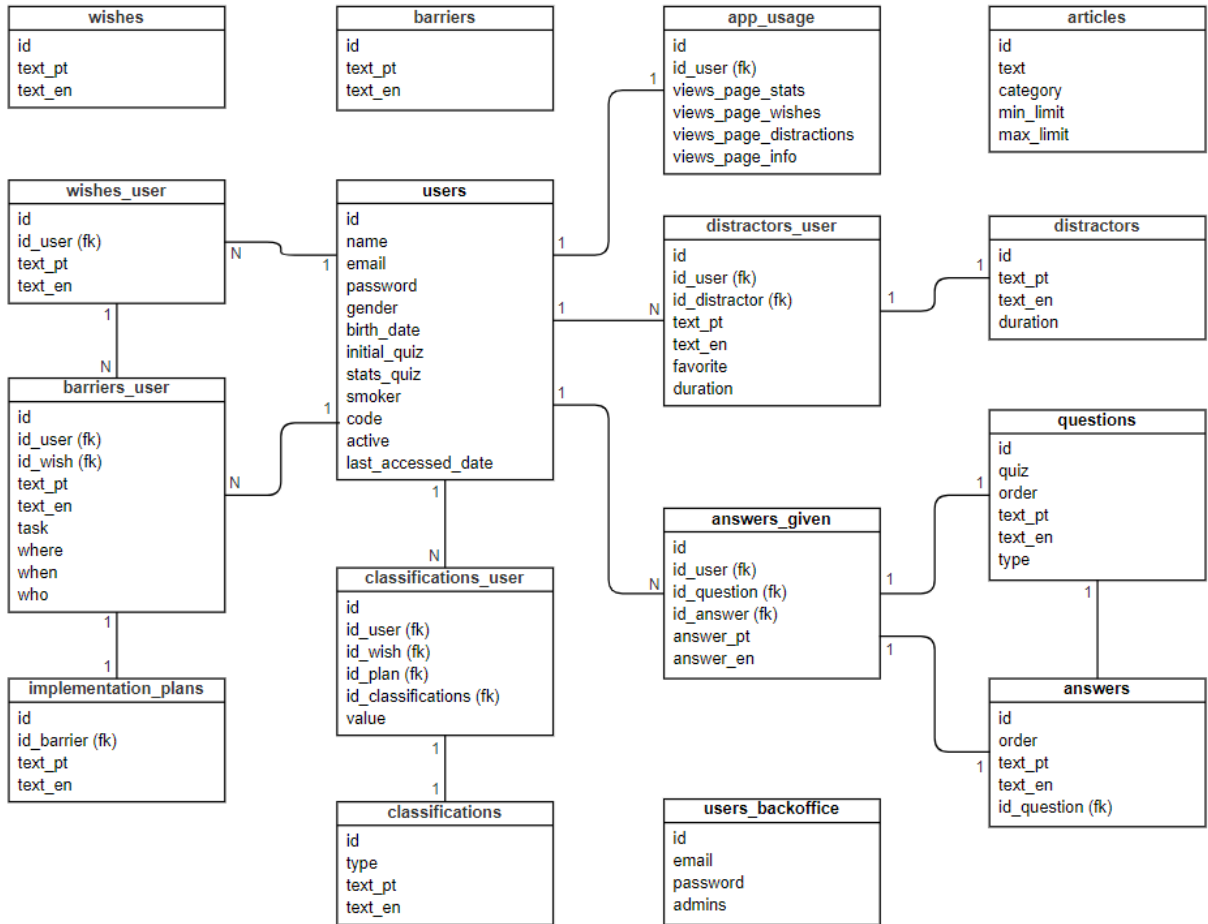 wishes
id
text_pt
text_en
barriers
id
text_pt
text_en
app_usage
id
id_user (fk)
views_page_stats
views_page_wishes
views_page_distractions
views_page_info
articles
id
text
category
min_limit
max_limit
wishes_user
id
id_user (fk)
text_pt
text_en
users
id
name
email
password
gender
birth_date
initial_quiz
stats_quiz
smoker
code
active
last_accessed_date
distractors_user
id
id_user (fk)
id_distractor (fk)
text_pt
text_en
favorite
duration
distractors
id
text_pt
text_en
duration
barriers_user
id
id_user (fk)
id_wish (fk)
text_pt
text_en
task
where
when
who
questions
id
quiz
order
text_pt
text_en
type
answers_given
id
id_user (fk)
id_question (fk)
id_answer (fk)
answer_pt
answer_en
classifications_user
id
id_user (fk)
id_wish (fk)
id_plan (fk)
id_classifications (fk)
value
implementation_plans
id
id_barrier (fk)
text_pt
text_en
answers
id
order
text_pt
text_en
id_question (fk)
classifications
id
type
text_pt
text_en
users_backoffice
id
email
password
admins
1
1
N
1
1
N
1
N
1
1
1
N
1
N
1
1
1
N
1
N
1
1
1
1
1
1
1